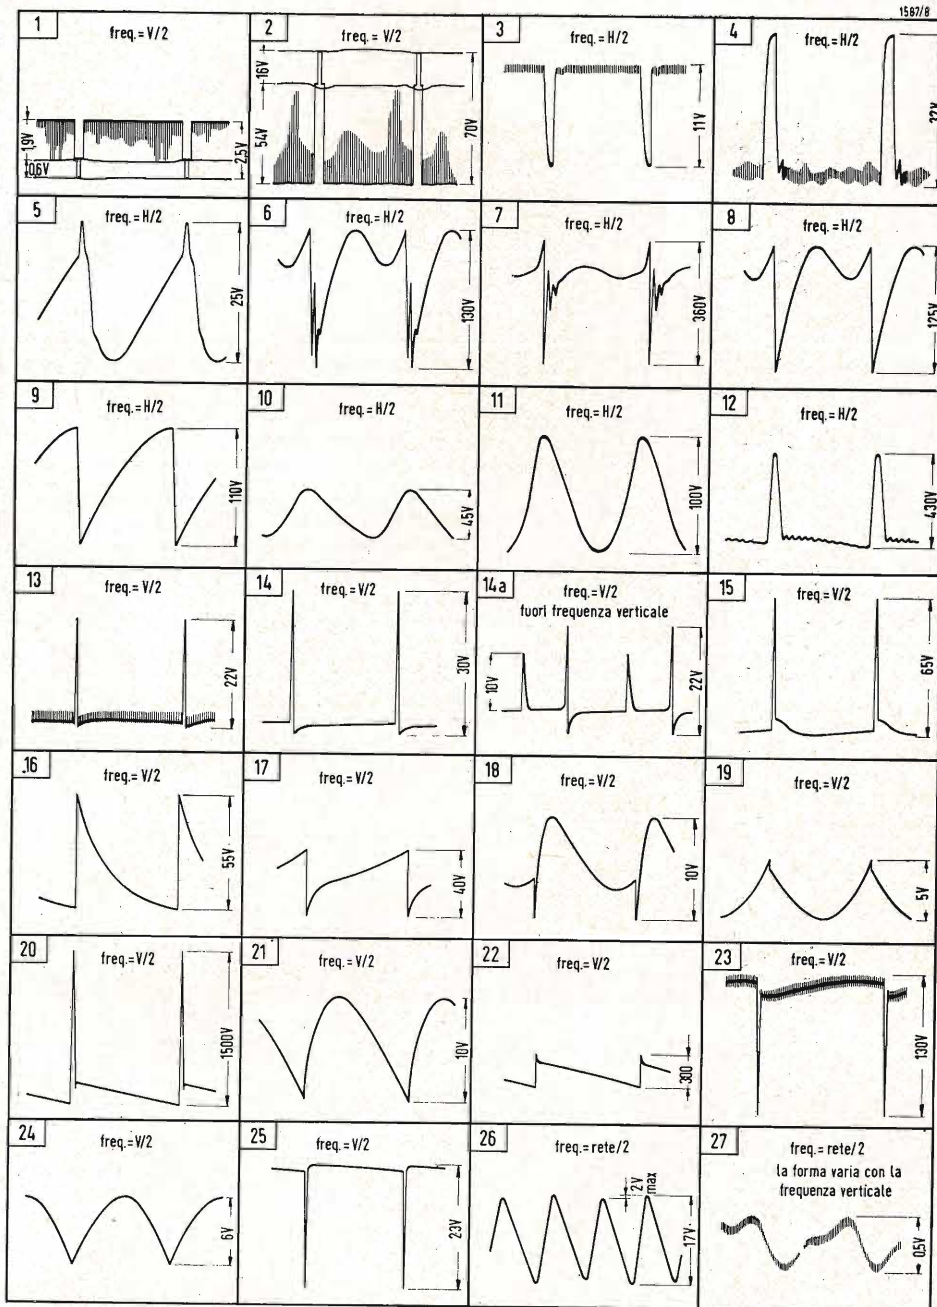 1587/8
1
freq. = V/2
1,9V
0,6V
2,5V
2
freq. = V/2
16V
54V
70V
3
freq. = H/2
11V
4
freq. = H/2
5
freq. = H/2
25V
6
freq. = H/2
130V
7
freq. = H/2
360V
8
freq. = H/2
125V
9
freq. = H/2
110V
10
freq. = H/2
45V
11
freq. = H/2
100V
12
freq. = H/2
430V
13
freq. = V/2
22V
14
freq. = V/2
30V
14a
freq. = V/2
fuori frequenza verticale
10V
22V
15
freq. = V/2
65V
16
freq. = V/2
55V
17
freq. = V/2
40V
18
freq. = V/2
10V
19
freq. = V/2
5V
20
freq. = V/2
1500V
21
freq. = V/2
10V
22
freq. = V/2
300
23
freq. = V/2
130V
24
freq. = V/2
6V
25
freq. = V/2
23V
26
freq. = rete/2
2V
max
17V
27
freq. = rete/2
la forma varia con la
frequenza verticale
0,5V